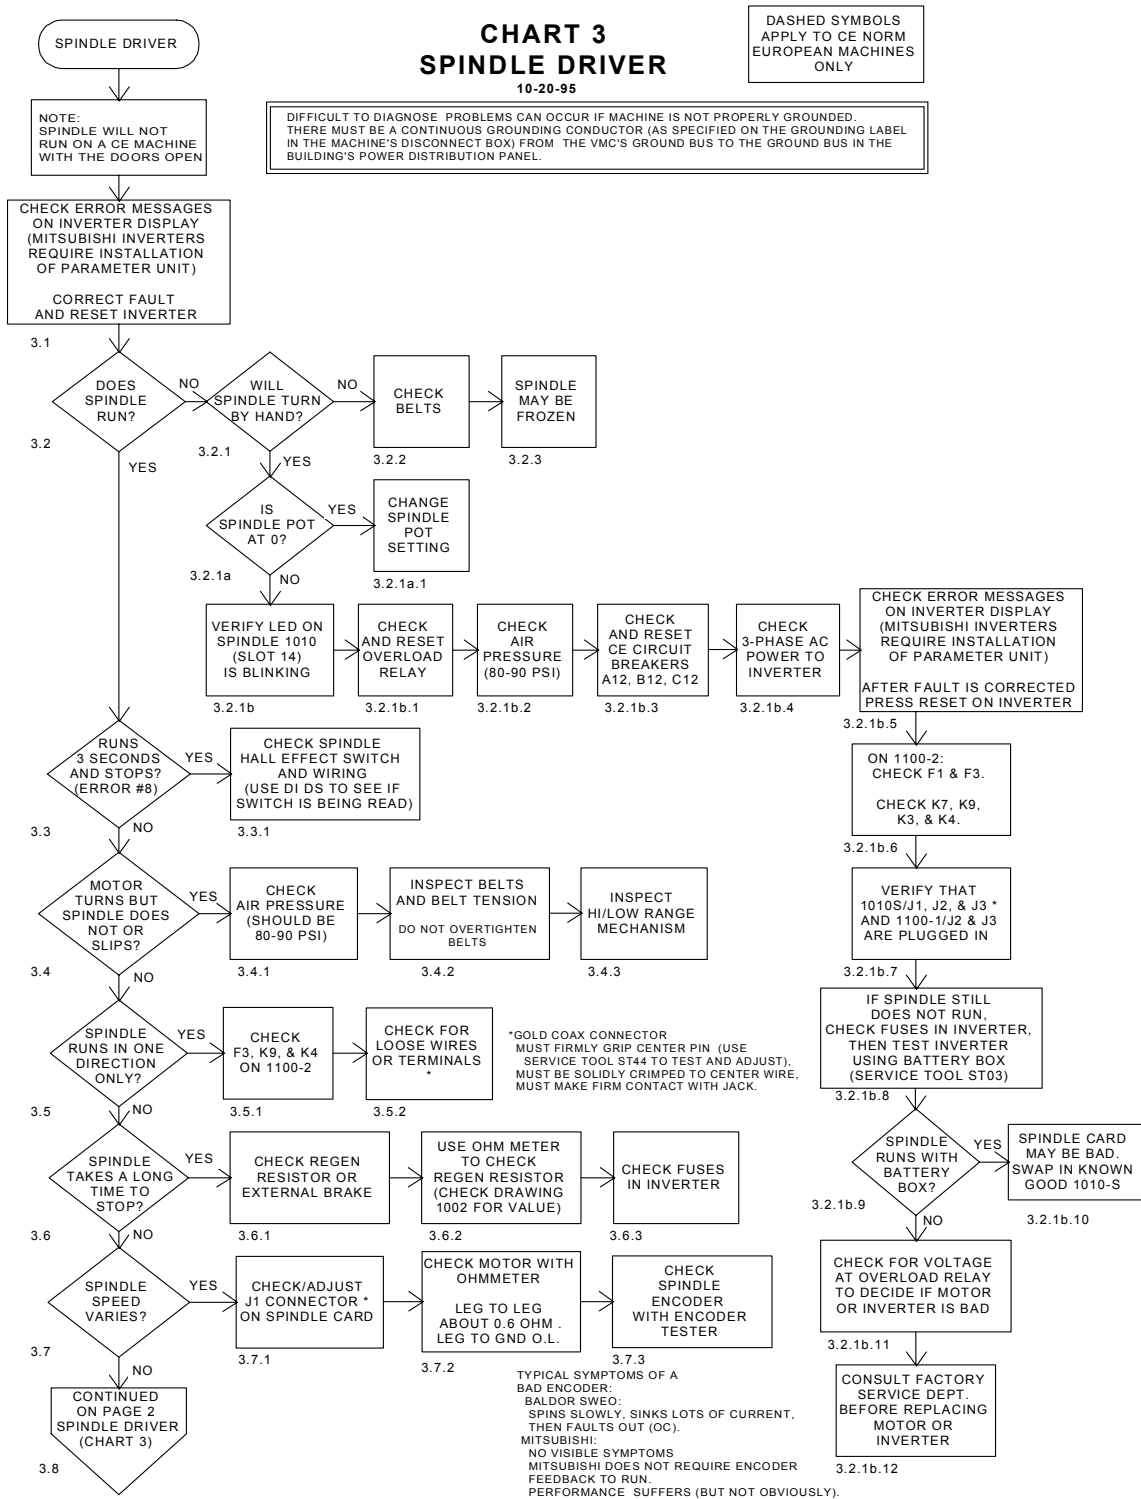 SPINDLE DRIVER
CHART 3
SPINDLE DRIVER
10-20-95
DASHED SYMBOLS
APPLY TO CE NORM
EUROPEAN MACHINES
ONLY
NOTE:
SPINDLE WILL NOT
RUN ON A CE MACHINE
WITH THE DOORS OPEN
DIFFICULT TO DIAGNOSE PROBLEMS CAN OCCUR IF MACHINE IS NOT PROPERLY GROUNDED.
THERE MUST BE A CONTINUOUS GROUNDING CONDUCTOR (AS SPECIFIED ON THE GROUNDING LABEL
IN THE MACHINE'S DISCONNECT BOX) FROM THE VMC'S GROUND BUS TO THE GROUND BUS IN THE
BUILDING'S POWER DISTRIBUTION PANEL.
CHECK ERROR MESSAGES
ON INVERTER DISPLAY
(MITSUBISHI INVERTERS
REQUIRE INSTALLATION
OF PARAMETER UNIT)
CORRECT FAULT
AND RESET INVERTER
3.1
DOES
SPINDLE
RUN?
NO
3.2
YES
WILL
SPINDLE TURN
BY HAND?
NO
3.2.1
YES
CHECK
BELTS
3.2.2
SPINDLE
MAY BE
FROZEN
3.2.3
IS
SPINDLE POT
AT 0?
YES
3.2.1a
NO
CHANGE
SPINDLE
POT
SETTING
3.2.1a.1
VERIFY LED ON
SPINDLE 1010
(SLOT 14)
IS BLINKING
3.2.1b
CHECK
AND RESET
OVERLOAD
RELAY
3.2.1b.1
CHECK
AIR
PRESSURE
(80-90 PSI)
3.2.1b.2
CHECK
AND RESET
CE CIRCUIT
BREAKERS
A12, B12, C12
3.2.1b.3
CHECK
3-PHASE AC
POWER TO
INVERTER
3.2.1b.4
CHECK ERROR MESSAGES
ON INVERTER DISPLAY
(MITSUBISHI INVERTERS
REQUIRE INSTALLATION
OF PARAMETER UNIT)
AFTER FAULT IS CORRECTED
PRESS RESET ON INVERTER
3.2.1b.5
ON 1100-2:
CHECK F1 & F3.
CHECK K7, K9,
K3, & K4.
3.2.1b.6
VERIFY THAT
1010S/J1, J2, & J3 *
AND 1100-1/J2 & J3
ARE PLUGGED IN
3.2.1b.7
IF SPINDLE STILL
DOES NOT RUN,
CHECK FUSES IN INVERTER,
THEN TEST INVERTER
USING BATTERY BOX
(SERVICE TOOL ST03)
3.2.1b.8
SPINDLE
RUNS WITH
BATTERY
BOX?
YES
3.2.1b.9
NO
SPINDLE CARD
MAY BE BAD.
SWAP IN KNOWN
GOOD 1010-S
3.2.1b.10
CHECK FOR VOLTAGE
AT OVERLOAD RELAY
TO DECIDE IF MOTOR
OR INVERTER IS BAD
3.2.1b.11
CONSULT FACTORY
SERVICE DEPT.
BEFORE REPLACING
MOTOR OR
INVERTER
3.2.1b.12
RUNS
3 SECONDS
AND STOPS?
(ERROR #8)
YES
3.3
NO
CHECK SPINDLE
HALL EFFECT SWITCH
AND WIRING
(USE DI DS TO SEE IF
SWITCH IS BEING READ)
3.3.1
MOTOR
TURNS BUT
SPINDLE DOES
NOT OR
SLIPS?
YES
3.4
NO
CHECK
AIR PRESSURE
(SHOULD BE
80-90 PSI)
3.4.1
INSPECT BELTS
AND BELT TENSION
DO NOT OVERTIGHTEN
BELTS
3.4.2
INSPECT
HI/LOW RANGE
MECHANISM
3.4.3
SPINDLE
RUNS IN ONE
DIRECTION
ONLY?
YES
3.5
NO
CHECK
F3, K9, & K4
ON 1100-2
3.5.1
CHECK FOR
LOOSE WIRES
OR TERMINALS
*
3.5.2
*GOLD COAX CONNECTOR
MUST FIRMLY GRIP CENTER PIN (USE
SERVICE TOOL ST44 TO TEST AND ADJUST),
MUST BE SOLIDLY CRIMPED TO CENTER WIRE,
MUST MAKE FIRM CONTACT WITH JACK.
SPINDLE
TAKES A LONG
TIME TO
STOP?
YES
3.6
NO
CHECK REGEN
RESISTOR OR
EXTERNAL BRAKE
3.6.1
USE OHM METER
TO CHECK
REGEN RESISTOR
(CHECK DRAWING
1002 FOR VALUE)
3.6.2
CHECK FUSES
IN INVERTER
3.6.3
SPINDLE
SPEED
VARIES?
YES
3.7
NO
CHECK/ADJUST
J1 CONNECTOR *
ON SPINDLE CARD
3.7.1
CHECK MOTOR WITH
OHMMETER
LEG TO LEG
ABOUT 0.6 OHM .
LEG TO GND O.L.
3.7.2
CHECK
SPINDLE
ENCODER
WITH ENCODER
TESTER
3.7.3
TYPICAL SYMPTOMS OF A
BAD ENCODER:
BALDOR SWEO:
SPINS SLOWLY, SINKS LOTS OF CURRENT,
THEN FAULTS OUT (OC).
MITSUBISHI:
NO VISIBLE SYMPTOMS
MITSUBISHI DOES NOT REQUIRE ENCODER
FEEDBACK TO RUN.
PERFORMANCE SUFFERS (BUT NOT OBVIOUSLY).
CONTINUED
ON PAGE 2
SPINDLE DRIVER
(CHART 3)
3.8